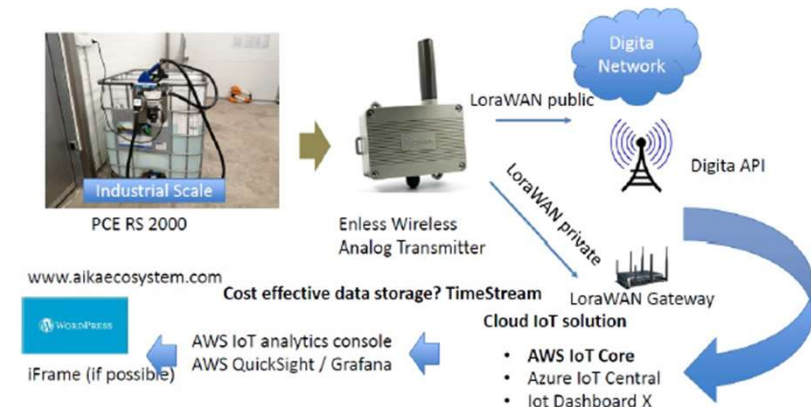 Digita
Network
LoraWAN public
Industrial Scale
PCE RS 2000
Enless Wireless
Analog Transmitter
LoraWAN private
Digita API
LoraWAN Gateway
www.aikaecosystem.com
Cost effective data storage? TimeStream
WORDPRESS
iFrame (if possible)
AWS IoT analytics console
AWS QuickSight / Grafana
Cloud IoT solution
• AWS IoT Core
• Azure IoT Central
• Iot Dashboard X